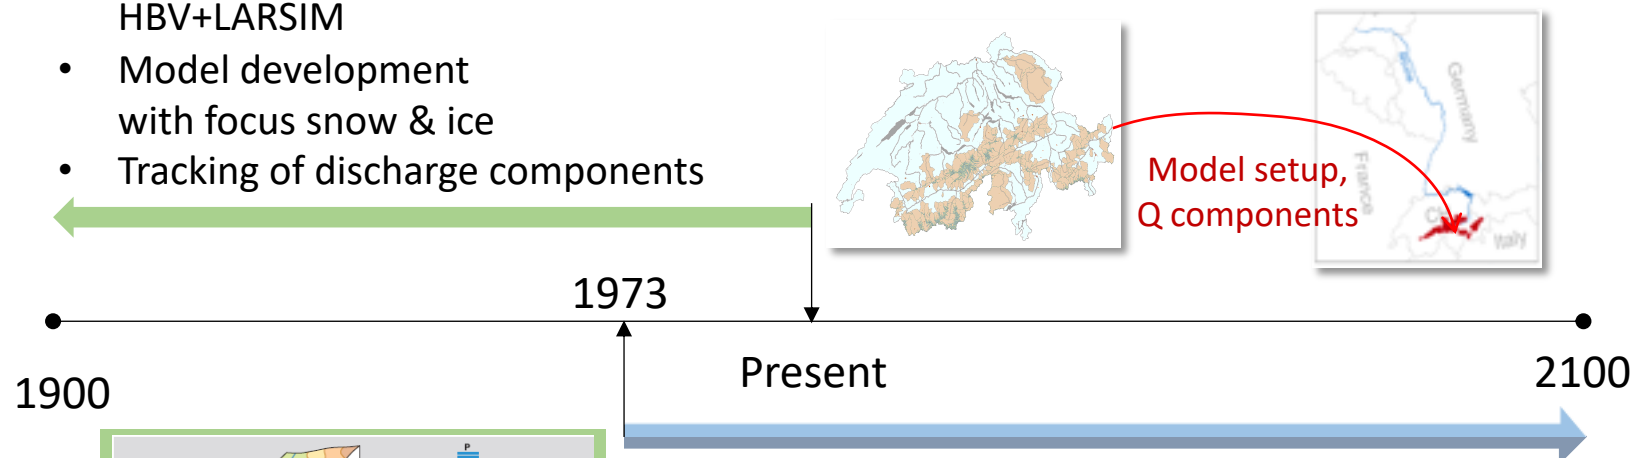 HBV+LARSIM
• Model development
with focus snow & ice
• Tracking of discharge components
Germany
France
Italy
Model setup,
Q components
1973
Present
1900
2100
P